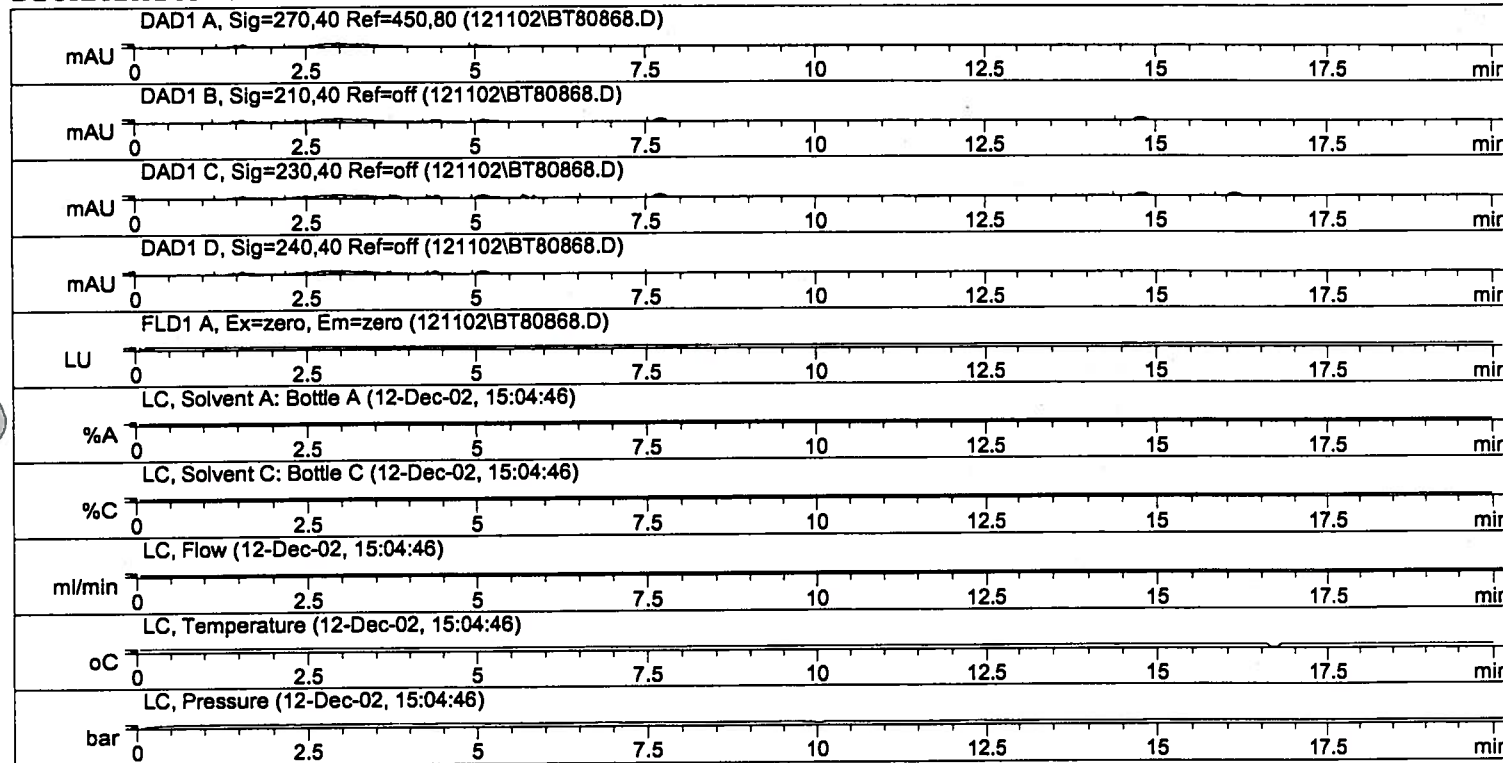 DAD1 A, Sig=270,40 Ref=450,80 (121102\BT80868.D)
mAU
0 2.5 5 7.5 10 12.5 15 17.5 min
DAD1 B, Sig=210,40 Ref=off (121102\BT80868.D)
mAU
0 2.5 5 7.5 10 12.5 15 17.5 min
DAD1 C, Sig=230,40 Ref=off (121102\BT80868.D)
mAU
0 2.5 5 7.5 10 12.5 15 17.5 min
DAD1 D, Sig=240,40 Ref=off (121102\BT80868.D)
mAU
0 2.5 5 7.5 10 12.5 15 17.5 min
FLD1 A, Ex=zero, Em=zero (121102\BT80868.D)
LU
0 2.5 5 7.5 10 12.5 15 17.5 min
LC, Solvent A: Bottle A (12-Dec-02, 15:04:46)
%A
0 2.5 5 7.5 10 12.5 15 17.5 min
LC, Solvent C: Bottle C (12-Dec-02, 15:04:46)
%C
0 2.5 5 7.5 10 12.5 15 17.5 min
LC, Flow (12-Dec-02, 15:04:46)
ml/min
0 2.5 5 7.5 10 12.5 15 17.5 min
LC, Temperature (12-Dec-02, 15:04:46)
oC
0 2.5 5 7.5 10 12.5 15 17.5 min
LC, Pressure (12-Dec-02, 15:04:46)
bar
0 2.5 5 7.5 10 12.5 15 17.5 min